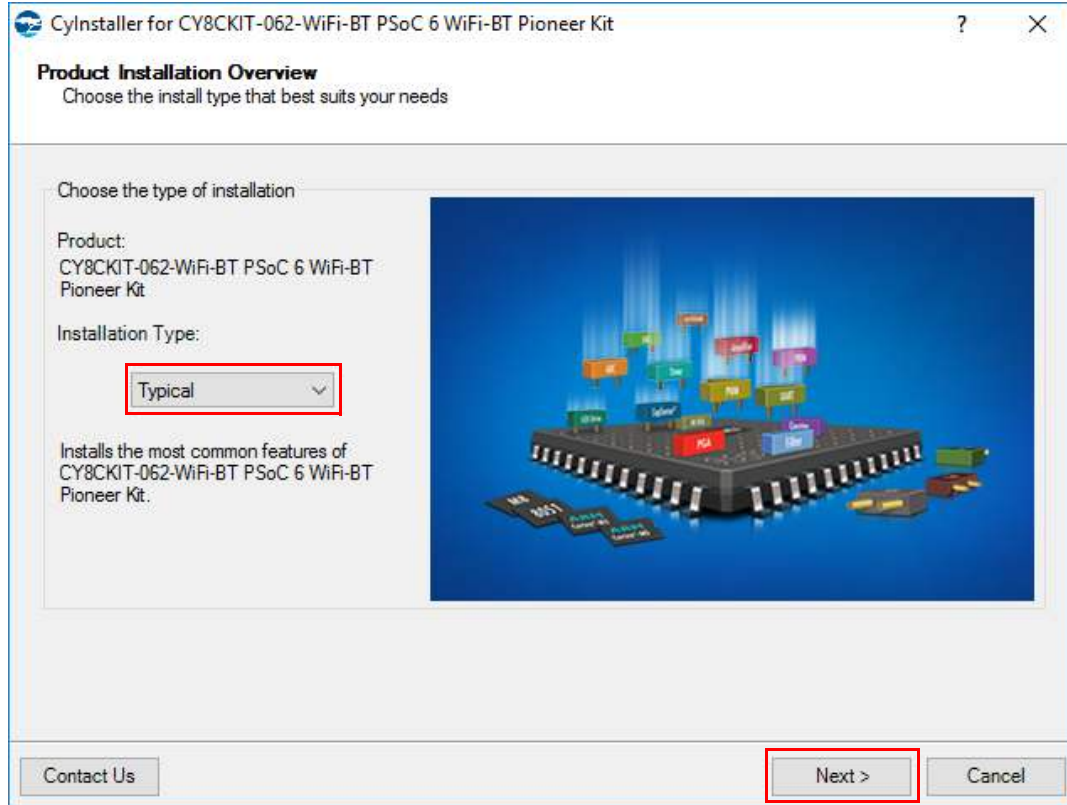 CyInstaller for CY8CKIT-062-WiFi-BT PSoC 6 WiFi-BT Pioneer Kit
Product Installation Overview
Choose the install type that best suits your needs
Choose the type of installation
Product:
CY8CKIT-062-WiFi-BT PSoC 6 WiFi-BT
Pioneer Kit
Installation Type:
Typical
Installs the most common features of
CY8CKIT-062-WiFi-BT PSoC 6 WiFi-BT
Pioneer Kit.
PGA
Filter
8051
Contact Us
Next >
Cancel